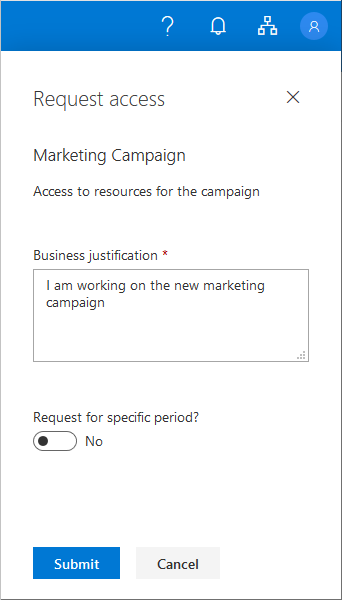 ?
Request access
Marketing Campaign
Access to resources for the campaign
Business justification *
I am working on the new marketing
campaign
Request for specific period?
No
Submit
Cancel